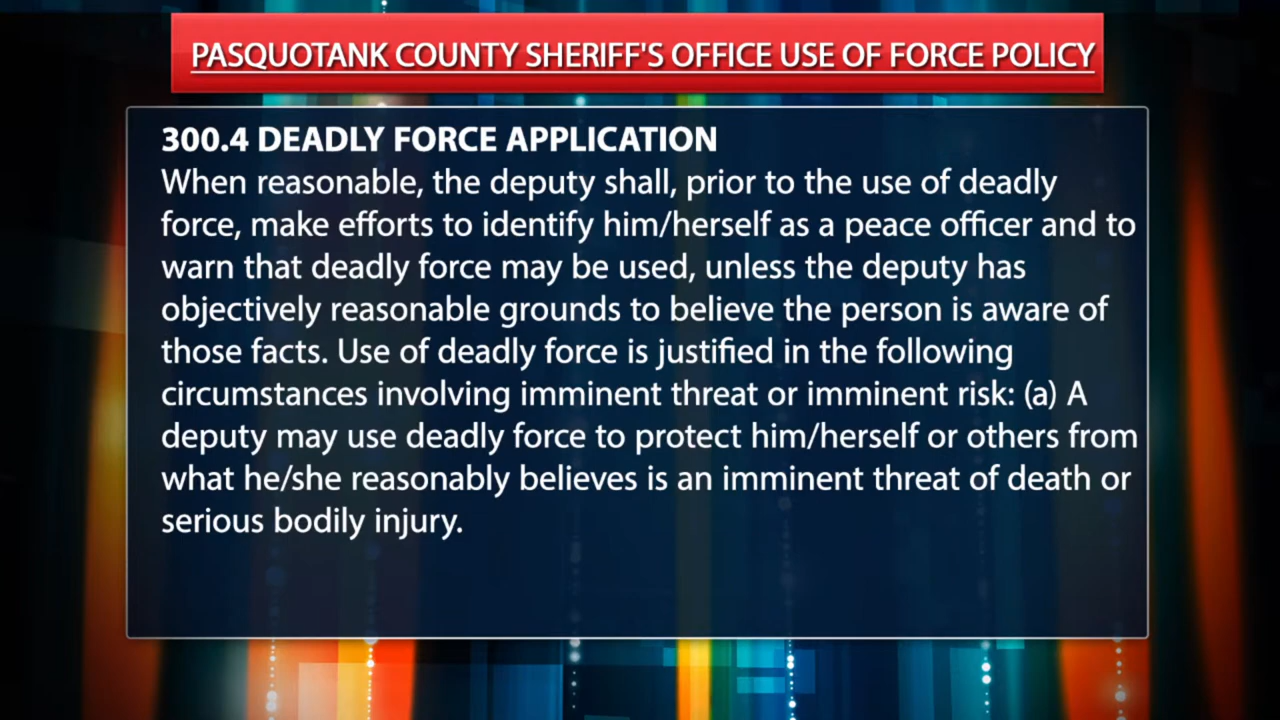 PASQUOTANK COUNTY SHERIFF'S OFFICE USE OF FORCE POLICY
300.4 DEADLY FORCE APPLICATION
When reasonable, the deputy shall, prior to the use of deadly
force, make efforts to identify him/herself as a peace officer and to
warn that deadly force may be used, unless the deputy has
objectively reasonable grounds to believe the person is aware of
those facts. Use of deadly force is justified in the following
circumstances involving imminent threat or imminent risk: (a) A
deputy may use deadly force to protect him/herself or others from
what he/she reasonably believes is an imminent threat of death or
serious bodily injury.